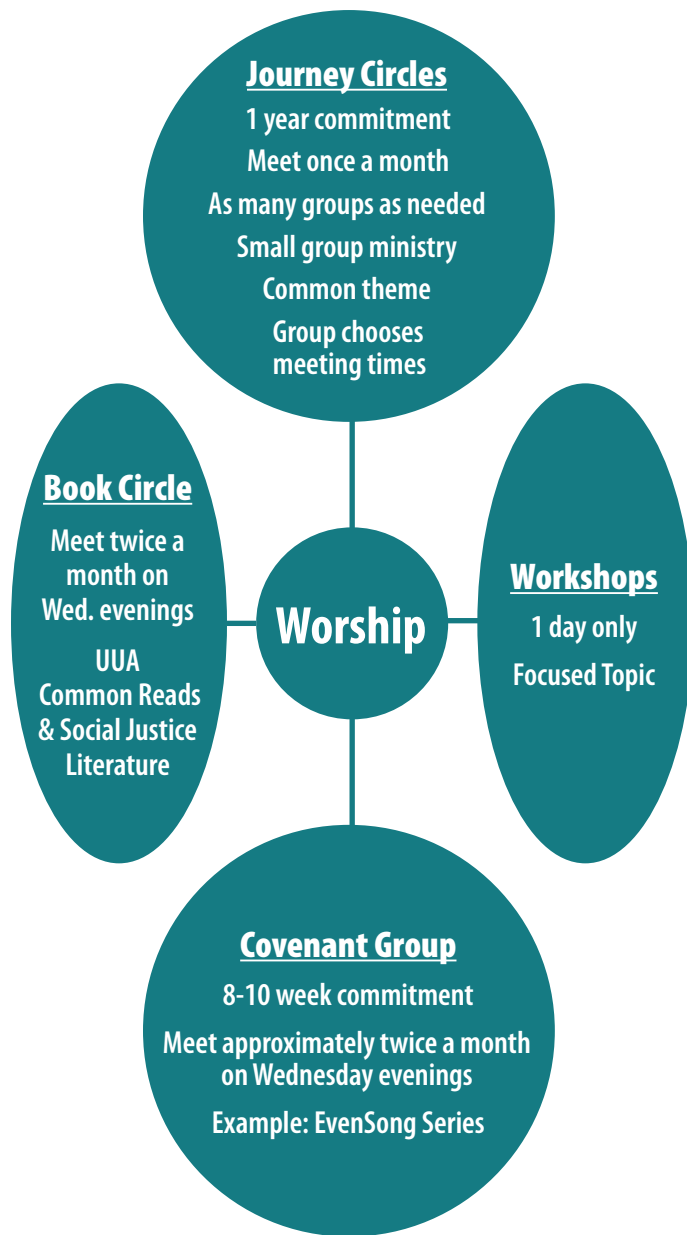 Journey Circles
1 year commitment
Meet once a month
As many groups as needed
Small group ministry
Common theme
Group chooses
meeting times
Book Circle
Meet twice a
month on
Wed. evenings
UUA
Common Reads
& Social Justice
Literature
Worship
Workshops
1 day only
Focused Topic
Covenant Group
8-10 week commitment
Meet approximately twice a month
on Wednesday evenings
Example: EvenSong Series